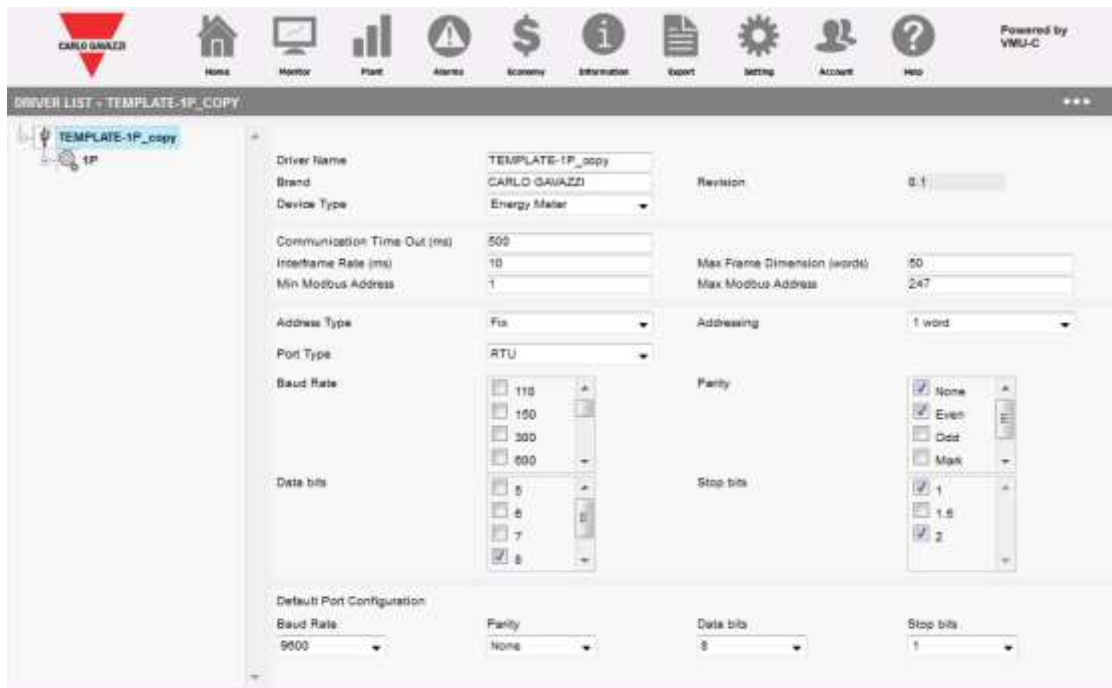 CARLO GAVAZZI
Home
Monitor
Plant
Alarms
Economy
Information
Export
Setting
Account
Help
Powered by
VMU-C
DRIVER LIST - TEMPLATE-1P_COPY
TEMPLATE-1P_copy
1P
Driver Name TEMPLATE-1P_copy
Brand CARLO GAVAZZI Revision 8.1
Device Type Energy Meter
Communication Time Out (ms) 500
Interframe Rate (ms) 10 Max Frame Dimension (words) 50
Min Modbus Address 1 Max Modbus Address 247
Address Type Fix Addressing 1 word
Port Type RTU
Baud Rate Parity
110 None
150 Even
300 Odd
600 Mark
Data bits Stop bits
5 1
6 1.5
7 2
8
Default Port Configuration
Baud Rate Parity Data bits Stop bits
9600 None 8 1